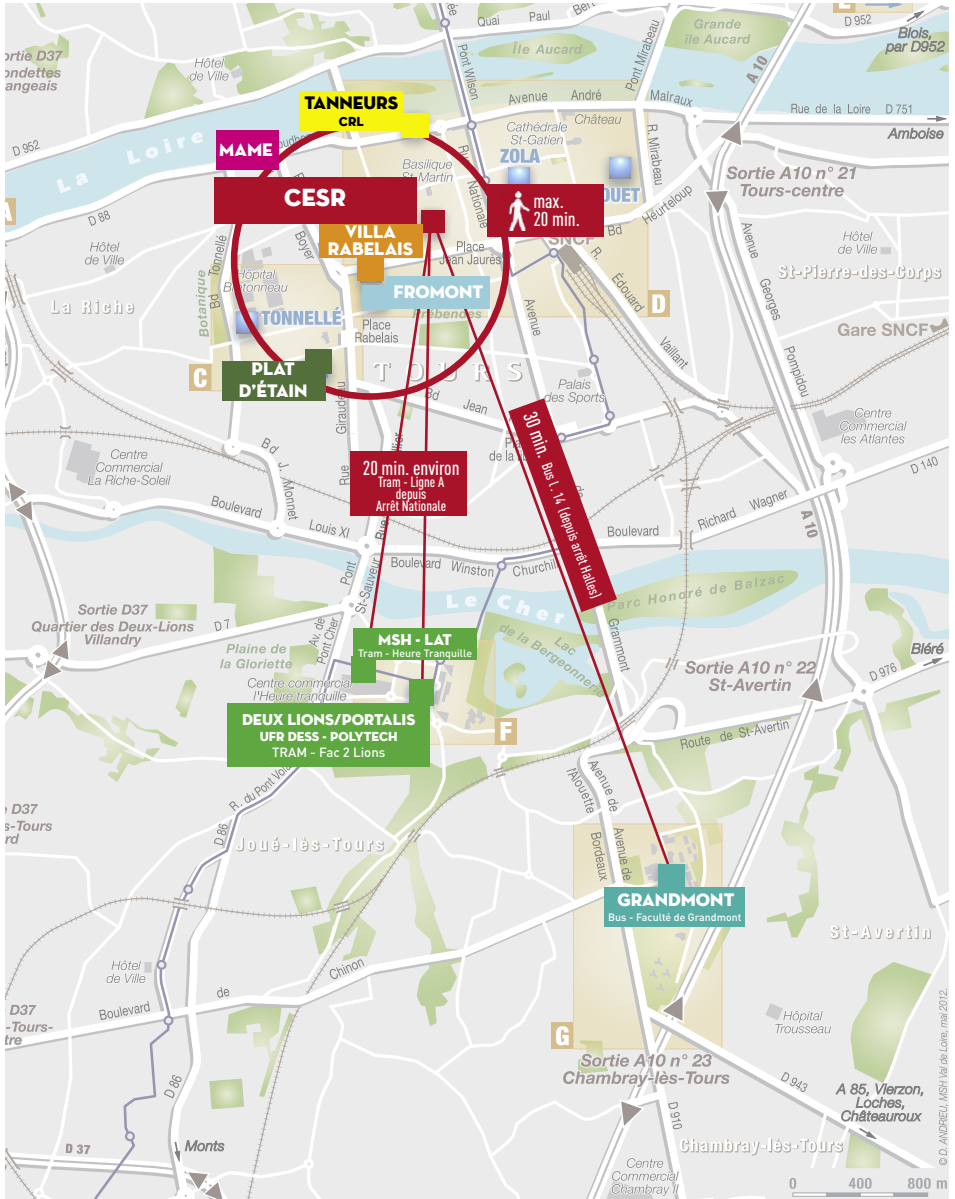 Quai Paul
D 952
Blois,
par D952
Île Aucard
Grande
île Aucard
Hôtel
de Ville
Pont Wilson
Pont Mirabeau
A 10
TANNEURS
CRL
Avenue André Malraux
Rue de la Loire D 751
Amboise
D 952
La Loire
MAME
Cathédrale
St-Gatien
Château
ZOLA
R. Mirabeau
Basilique
St-Martin
Sortie A10 n° 21
Tours-centre
CESR
max.
20 min.
Nationale
Bd Heurteloup
D 88
VILLA
RABELAIS
Place
Jean Jaurès
SNCF
Hôtel
de Ville
Bd Tonnellé
Boyer
Hôtel
de Ville
St-Pierre-des-Corps
Hôpital
Bretonneau
FROMONT
R. Édouard Vaillant
Avenue Georges Pompidou
La Riche
Botanique
Prébendes
D
TONNELLÉ
Place
Rabelais
Avenue
Gare SNCF
C
PLAT
D'ÉTAIN
TOURS
Palais
des Sports
Bd Jean
Rue Giraudeau
Centre
Commercial
les Atlantes
30 min. Bus l. 14 (depuis arrêt Halles)
Centre
Commercial
La Riche-Soleil
Bd J. Monnet
20 min. environ
Tram - Ligne A
depuis
Arrêt Nationale
D 140
Boulevard Louis XI
Boulevard Richard Wagner
A 10
Boulevard Winston Churchill
Pont St-Sauveur
Le Cher
Parc Honoré de Balzac
Sortie D37
Quartier des Deux-Lions
Villandry
D 7
Av. de
Pont Cher
MSH - LAT
Tram - Heure Tranquille
Lac
de la Bergeonnerie
Grammont
Plaine de
la Gloriette
Bléré
D 976
Sortie A10 n° 22
St-Avertin
Centre commercial
l'Heure tranquille
DEUX LIONS/PORTALIS
UFR DESS - POLYTECH
TRAM - Fac 2 Lions
F
Route de St-Avertin
R. du Pont Volant
Avenue de
l'Alouette
D 86
Joué-lès-Tours
Avenue de
Bordeaux
GRANDMONT
Bus - Faculté de Grandmont
St-Avertin
Hôtel
de Ville
Boulevard de Chinon
G
Hôpital
Trousseau
Sortie A10 n° 23
Chambray-lès-Tours
D 86
D 943
A 85, Vierzon,
Loches,
Châteauroux
D 910
D 37
Monts
Chambray-lès-Tours
Centre
Commercial
Chambray II
0 400 800 m
© D. ANDRIEU, MSH Val de Loire, mai 2012.